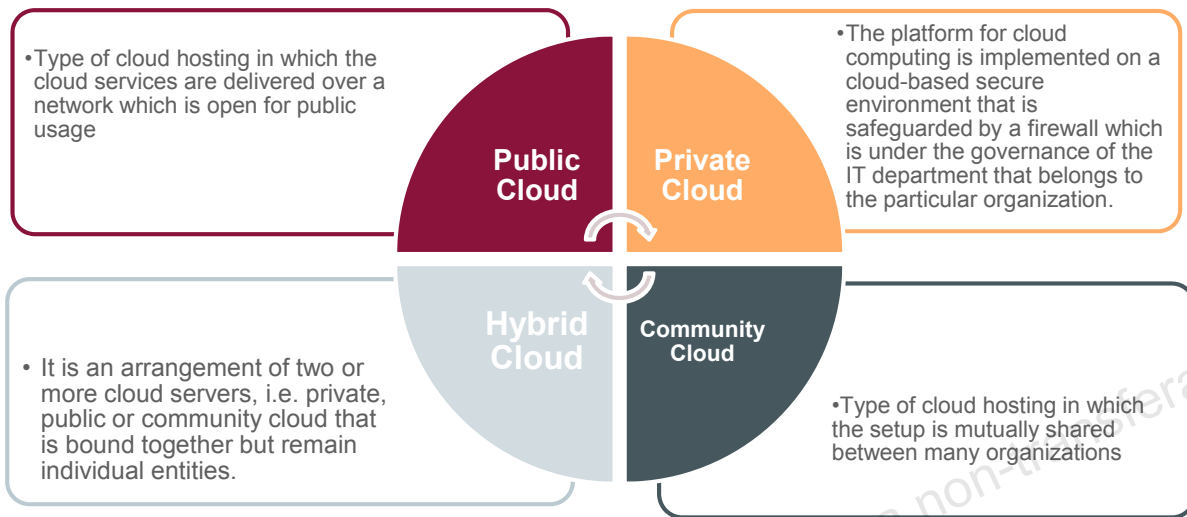 •Type of cloud hosting in which the
cloud services are delivered over a
network which is open for public
usage
Public
Cloud
Private
Cloud
•The platform for cloud
computing is implemented on a
cloud-based secure
environment that is
safeguarded by a firewall which
is under the governance of the
IT department that belongs to
the particular organization.
• It is an arrangement of two or
more cloud servers, i.e. private,
public or community cloud that
is bound together but remain
individual entities.
Hybrid
Cloud
Community
Cloud
•Type of cloud hosting in which
the setup is mutually shared
between many organizations